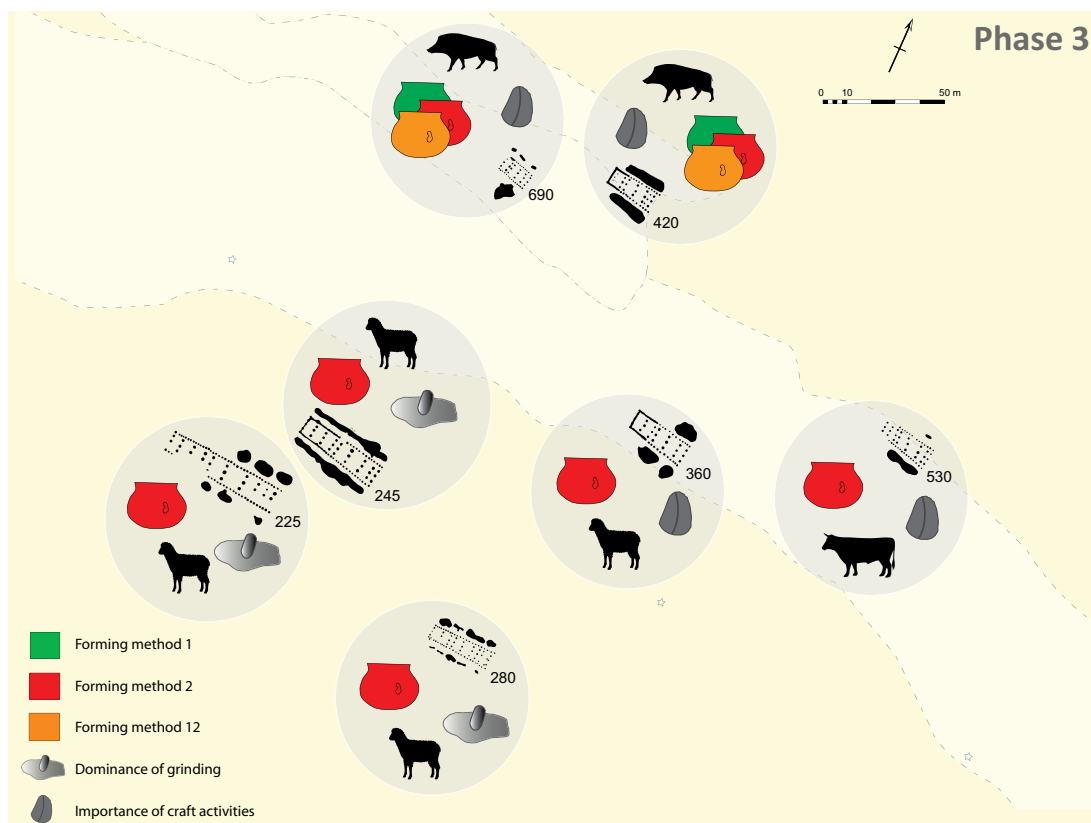 Phase 3
0 10 50 m
690
420
245
225
360
530
280
Forming method 1
Forming method 2
Forming method 12
Dominance of grinding
Importance of craft activities